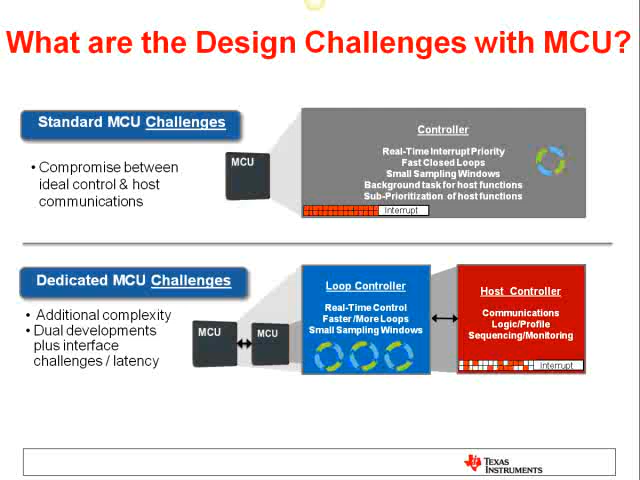 What are the Design Challenges with MCU?
Standard MCU Challenges
• Compromise between
ideal control & host
communications
MCU
Controller
Real-Time Interrupt Priority
Fast Closed Loops
Small Sampling Windows
Background task for host functions
Sub-Prioritization of host functions
Interrupt
Dedicated MCU Challenges
• Additional complexity
• Dual developments
plus interface
challenges / latency
MCU
MCU
Loop Controller
Real-Time Control
Faster/More Loops
Small Sampling Windows
Host Controller
Communications
Logic/Profile
Sequencing/Monitoring
Interrupt
TEXAS
INSTRUMENTS